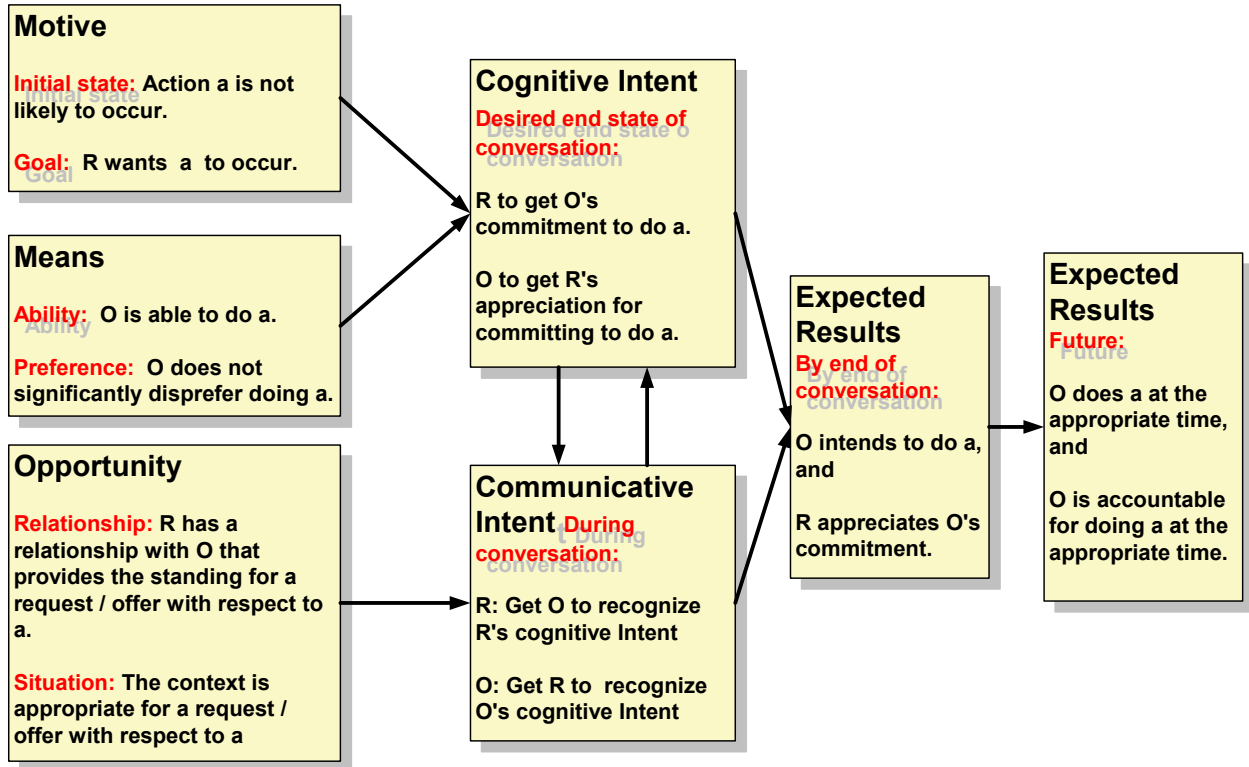 Motive
Initial state: Action a is not
likely to occur.
Goal: R wants a to occur.
Means
Ability: O is able to do a.
Preference: O does not
significantly disprefer doing a.
Opportunity
Relationship: R has a
relationship with O that
provides the standing for a
request / offer with respect to
a.
Situation: The context is
appropriate for a request /
offer with respect to a
Cognitive Intent
Desired end state of
conversation:
R to get O's
commitment to do a.
O to get R's
appreciation for
committing to do a.
Communicative
Intent During
conversation:
R: Get O to recognize
R's cognitive Intent
O: Get R to recognize
O's cognitive Intent
Expected
Results
By end of
conversation:
O intends to do a,
and
R appreciates O's
commitment.
Expected
Results
Future:
O does a at the
appropriate time,
and
O is accountable
for doing a at the
appropriate time.